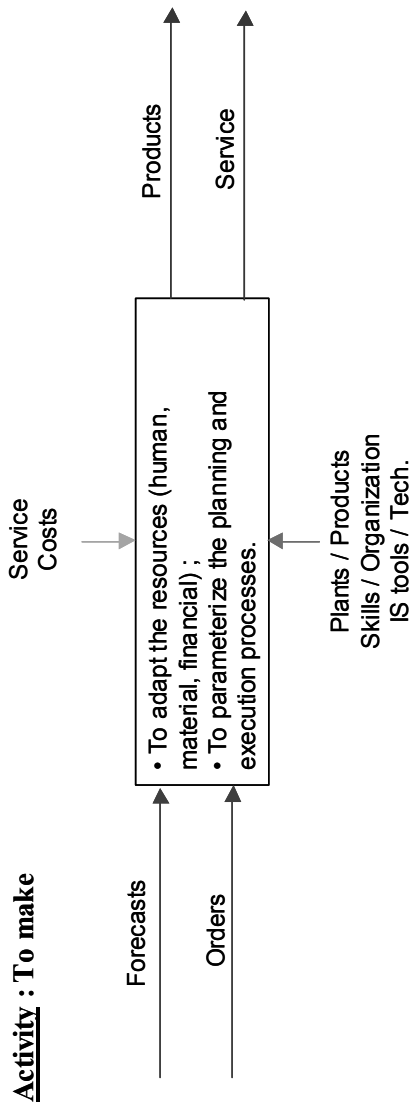 Activity : To make
Service
Costs
Forecasts
Orders
• To adapt the resources (human,
material, financial) ;
• To parameterize the planning and
execution processes.
Products
Service
Plants / Products
Skills / Organization
IS tools / Tech.